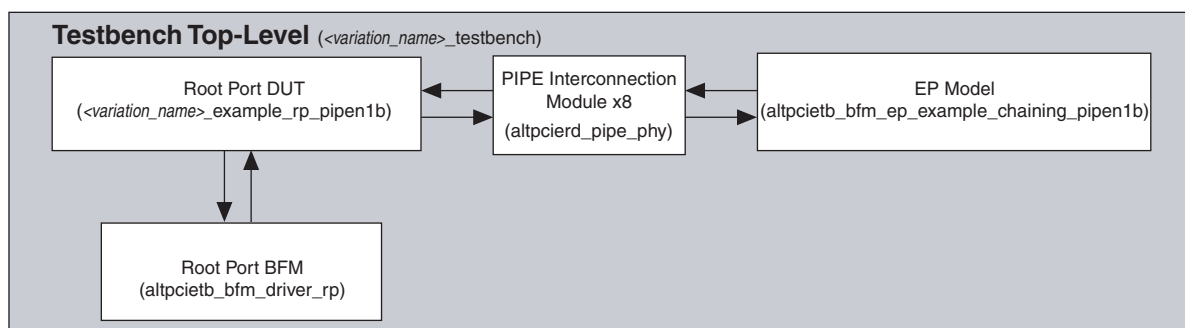 Testbench Top-Level (<variation_name>_testbench)
Root Port DUT
(<variation_name>_example_rp_pipen1b)
PIPE Interconnection
Module x8
(altpcierd_pipe_phy)
EP Model
(altpcietb_bfm_ep_example_chaining_pipen1b)
Root Port BFM
(altpcietb_bfm_driver_rp)